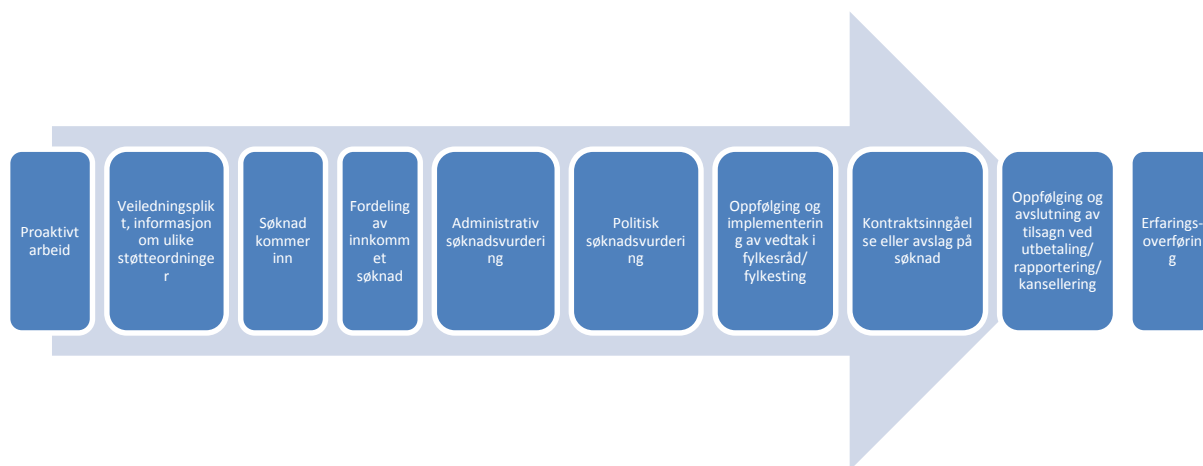 Proaktivt
arbeid
Veiledningsplik
t, informasjon
om ulike
støtteordninge
r
Søknad
kommer
inn
Fordeling
av
innkomm
et
søknad
Administrativ
søknadsvurderi
ng
Politisk
søknadsvurderi
ng
Oppfølging og
implementerin
g av vedtak i
fylkesråd/
fylkesting
Kontraktsinngåel
se eller avslag på
søknad
Oppfølging og
avslutning av
tilsagn ved
utbetaling/
rapportering/
kansellering
Erfarings-
overførin
g